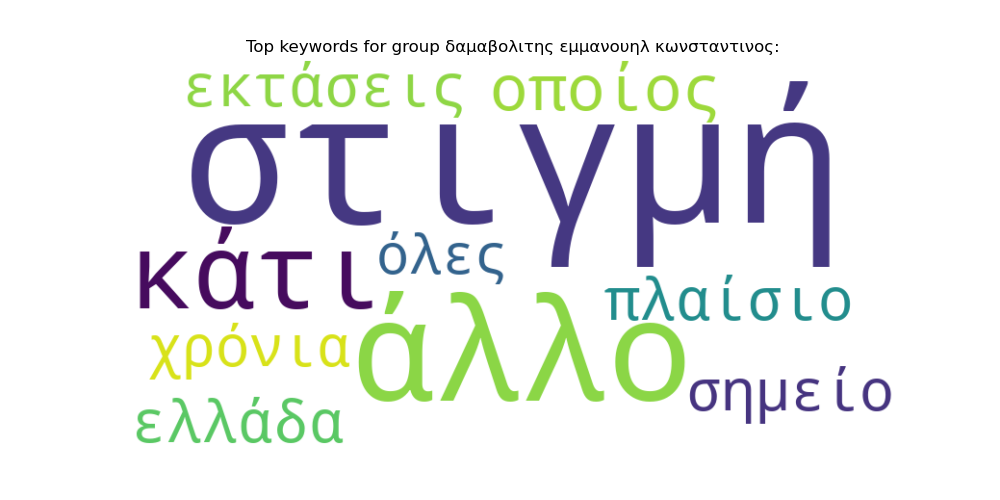 Top keywords for group δαμαβολιτης εμμανουηλ κωνσταντινος:
εκτάσεις οποίος
στιγμή
κάτι όλες
πλαίσιο
χρόνια άλλο
σημείο
ελλάδα